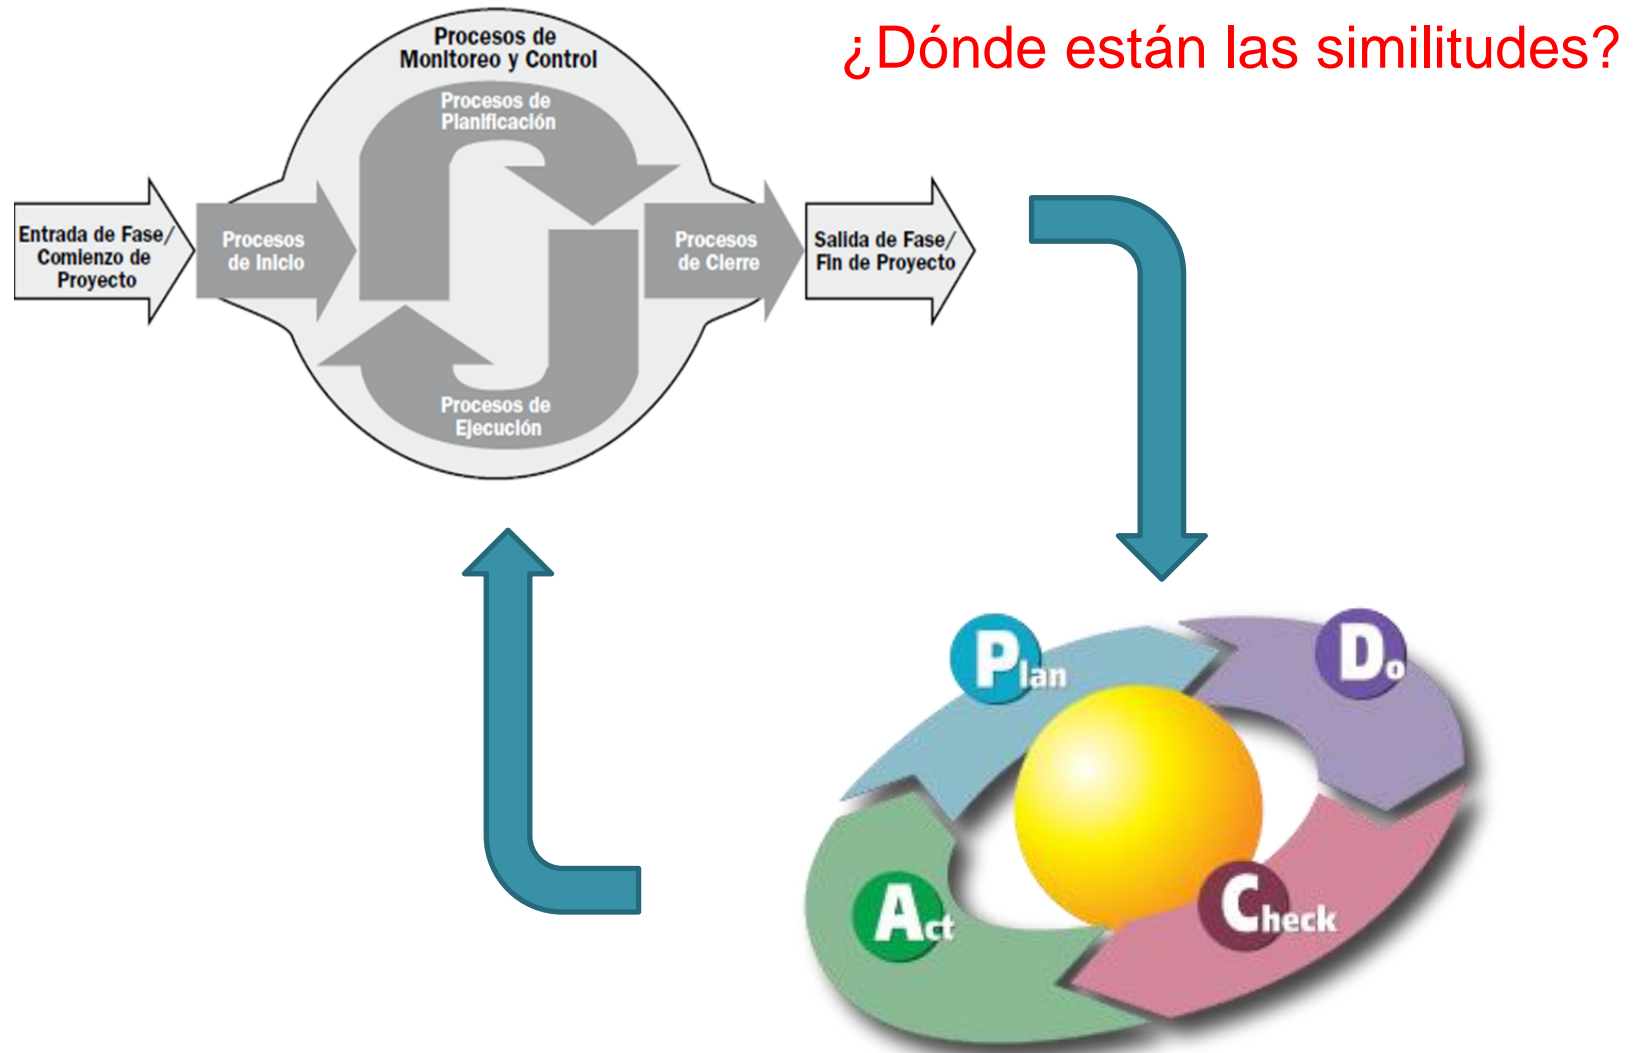 ¿Dónde están las similitudes?
Procesos de
Monitoreo y Control
Procesos de
Planificación
Entrada de Fase/
Comienzo de
Proyecto
Procesos
de Inicio
Procesos
de Cierre
Salida de Fase/
Fin de Proyecto
Procesos de
Ejecución
Plan
Do
Act
Check